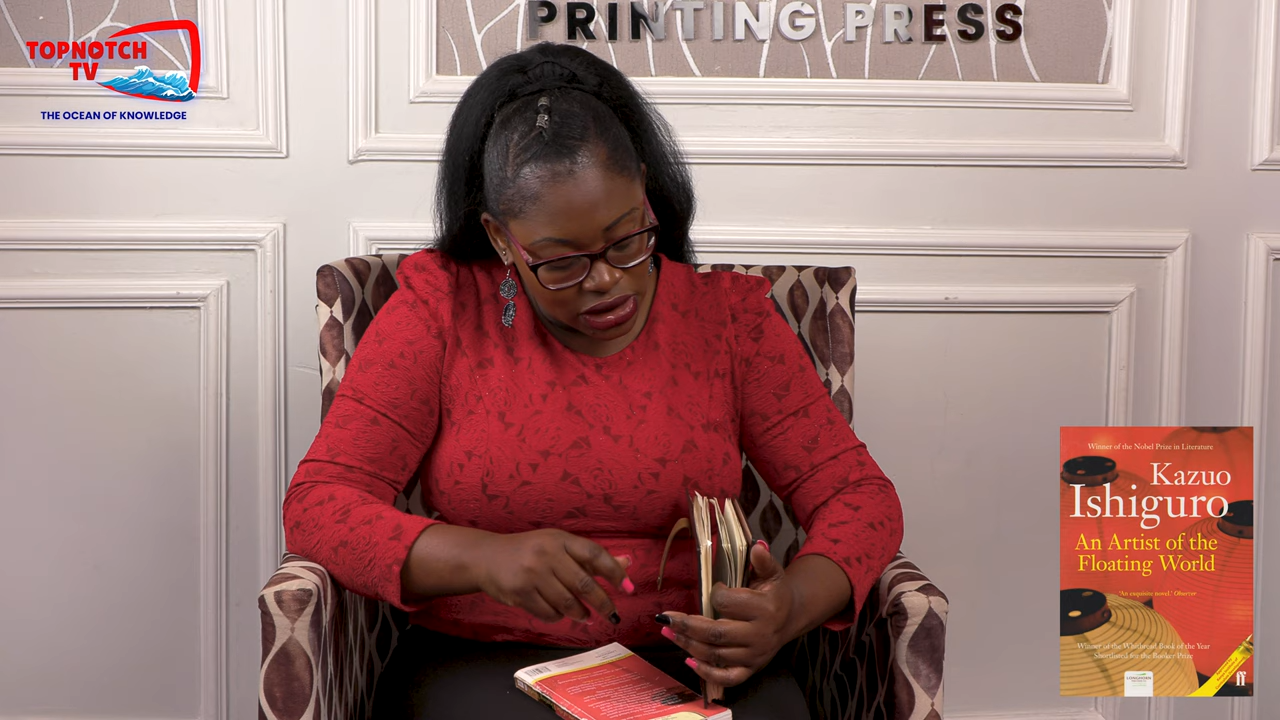 PRINTING PRESS
TOPNOTCH
TV
THE OCEAN OF KNOWLEDGE
Winner of the Nobel Prize in Literature
Kazuo
Ishiguro
An Artist of the
Floating World
'An exquisite novel.' Observer
Winner of the Whitbread Book of the Year
Shortlisted for the Booker Prize
LONGHORN
ff